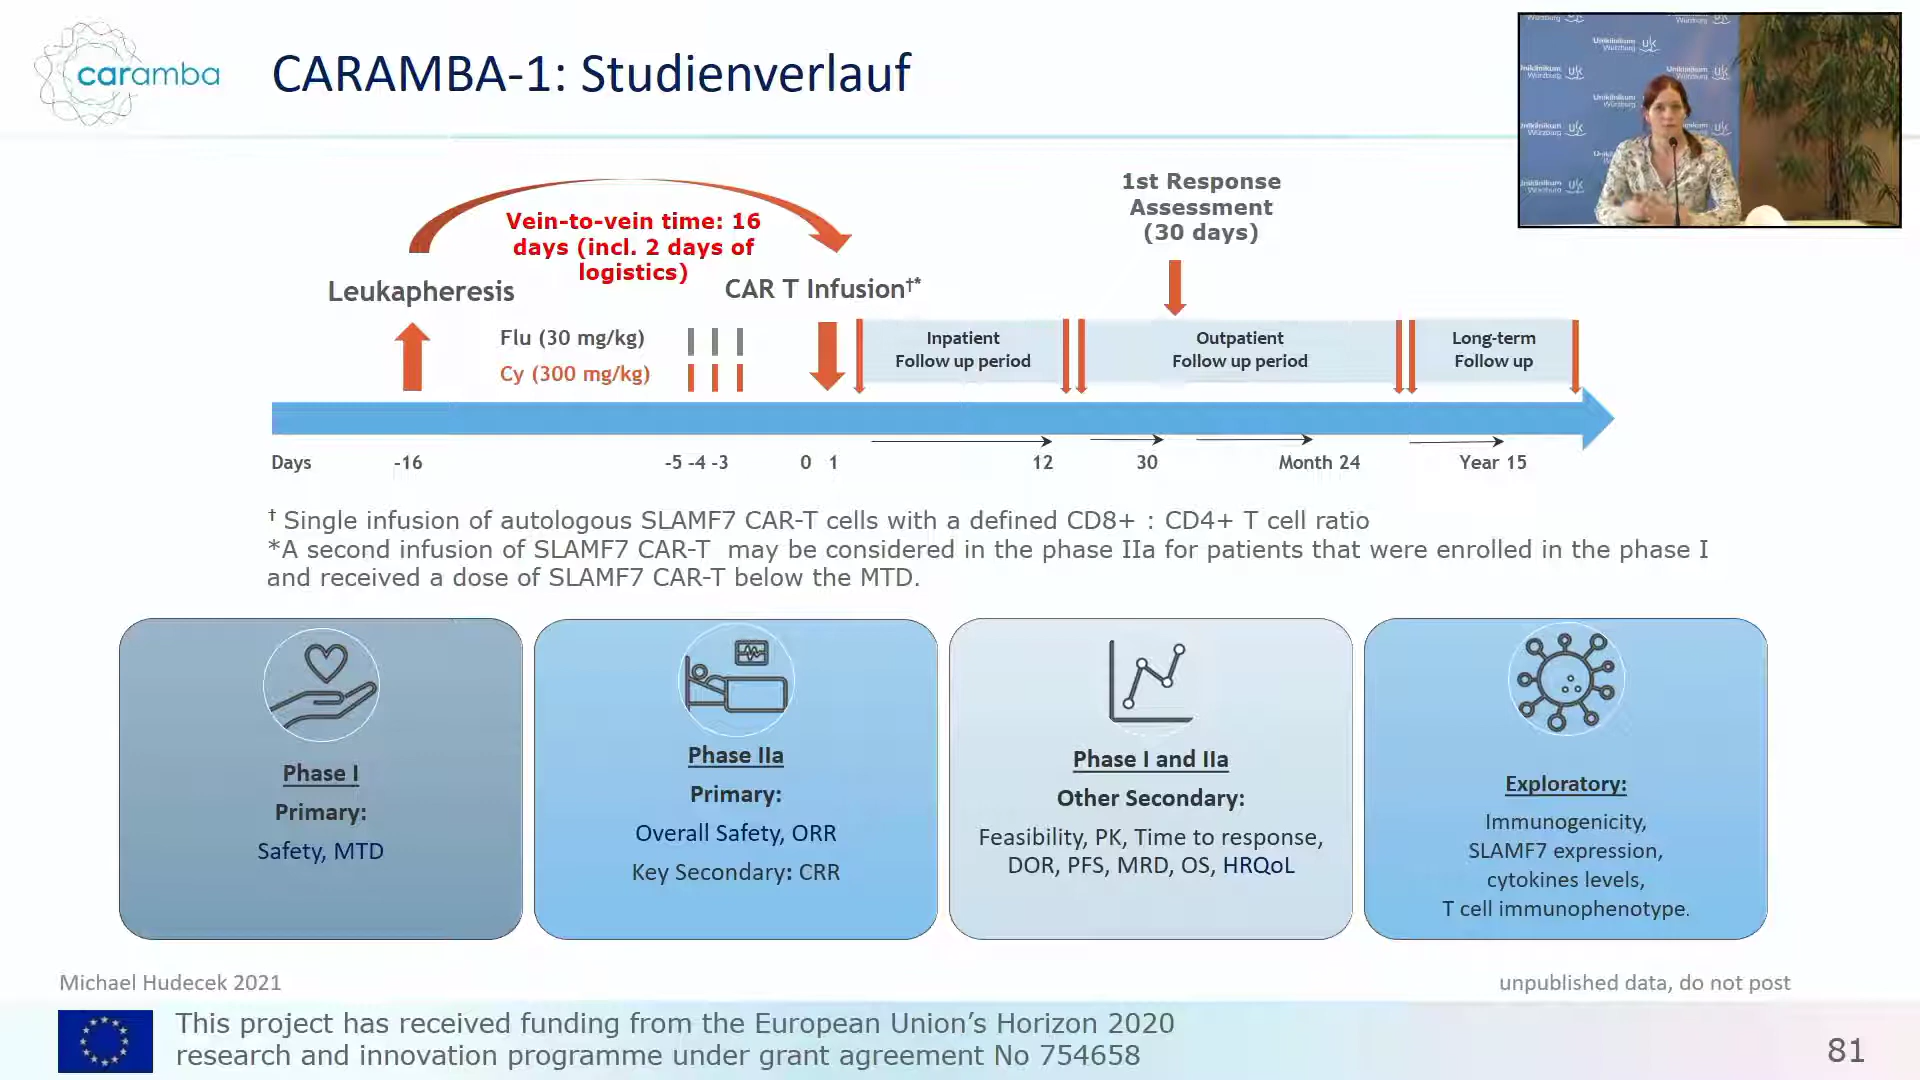 caramba
CARAMBA-1: Studienverlauf
Uniklinikum
Würzburg
Vein-to-vein time: 16
days (incl. 2 days of
logistics)
1st Response
Assessment
(30 days)
Leukapheresis
CAR T Infusion†*
Flu (30 mg/kg)
Cy (300 mg/kg)
Inpatient
Follow up period
Outpatient
Follow up period
Long-term
Follow up
Days -16 -5 -4 -3 0 1 12 30 Month 24 Year 15
† Single infusion of autologous SLAMF7 CAR-T cells with a defined CD8+ : CD4+ T cell ratio
*A second infusion of SLAMF7 CAR-T may be considered in the phase IIa for patients that were enrolled in the phase I
and received a dose of SLAMF7 CAR-T below the MTD.
Phase I
Primary:
Safety, MTD
Phase IIa
Primary:
Overall Safety, ORR
Key Secondary: CRR
Phase I and IIa
Other Secondary:
Feasibility, PK, Time to response,
DOR, PFS, MRD, OS, HRQoL
Exploratory:
Immunogenicity,
SLAMF7 expression,
cytokines levels,
T cell immunophenotype.
Michael Hudecek 2021
unpublished data, do not post
This project has received funding from the European Union’s Horizon 2020
research and innovation programme under grant agreement No 754658
81